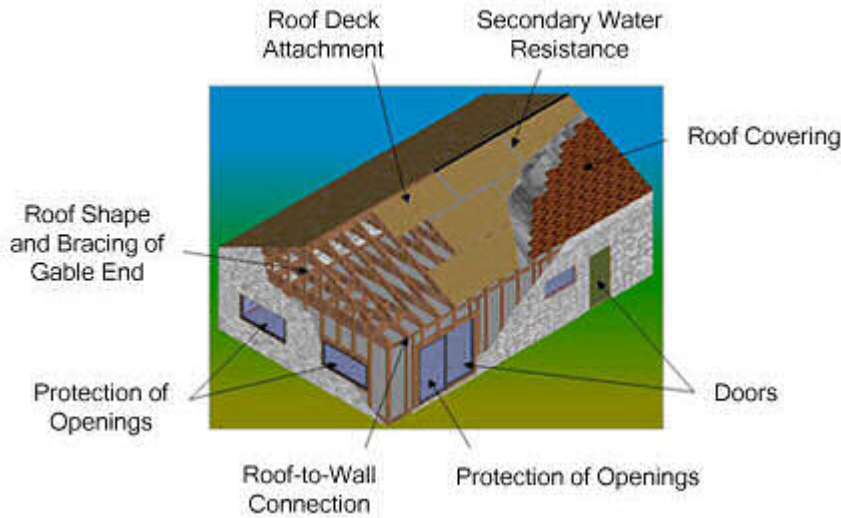 Roof Deck
Attachment
Secondary Water
Resistance
Roof Covering
Roof Shape
and Bracing of
Gable End
Protection of
Openings
Doors
Roof-to-Wall
Connection
Protection of Openings